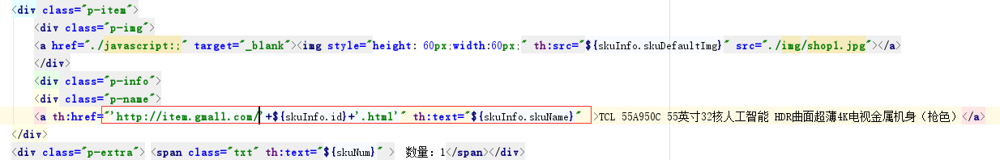 <div class="p-item">
<div class="p-img">
<a href="./javascript:;" target="_blank"><img style="height: 60px;width:60px;" th:src="${skuInfo.skuDefaultImg}" src="./img/shop1.jpg"></a>
</div>
<div class="p-info">
<div class="p-name">
<a th:href="'http://item.gmall.com/'+${skuInfo.id}+'.html'" th:text="${skuInfo.skuName}" >TCL 55A950C 55英寸32核人工智能 HDR曲面超薄4K电视金属机身（枪色）</a>
</div>
<div class="p-extra"> <span class="txt" th:text="${skuNum}" > 数量：1</span></div>